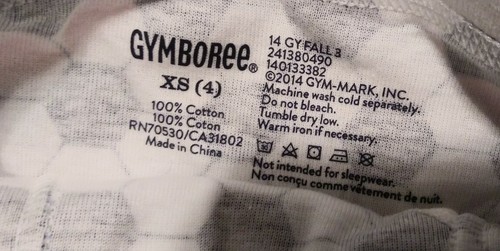 GYMBOREE®
XS (4)
100% Cotton
100% Coton
RN70530/CA31802
Made in China
14 GY FALL 3
241380490
140133382
©2014 GYM-MARK, INC.
Machine wash cold separately.
Do not bleach.
Tumble dry low.
Warm iron if necessary.
Not intended for sleepwear.
Non conçu comme vêtement de nuit.